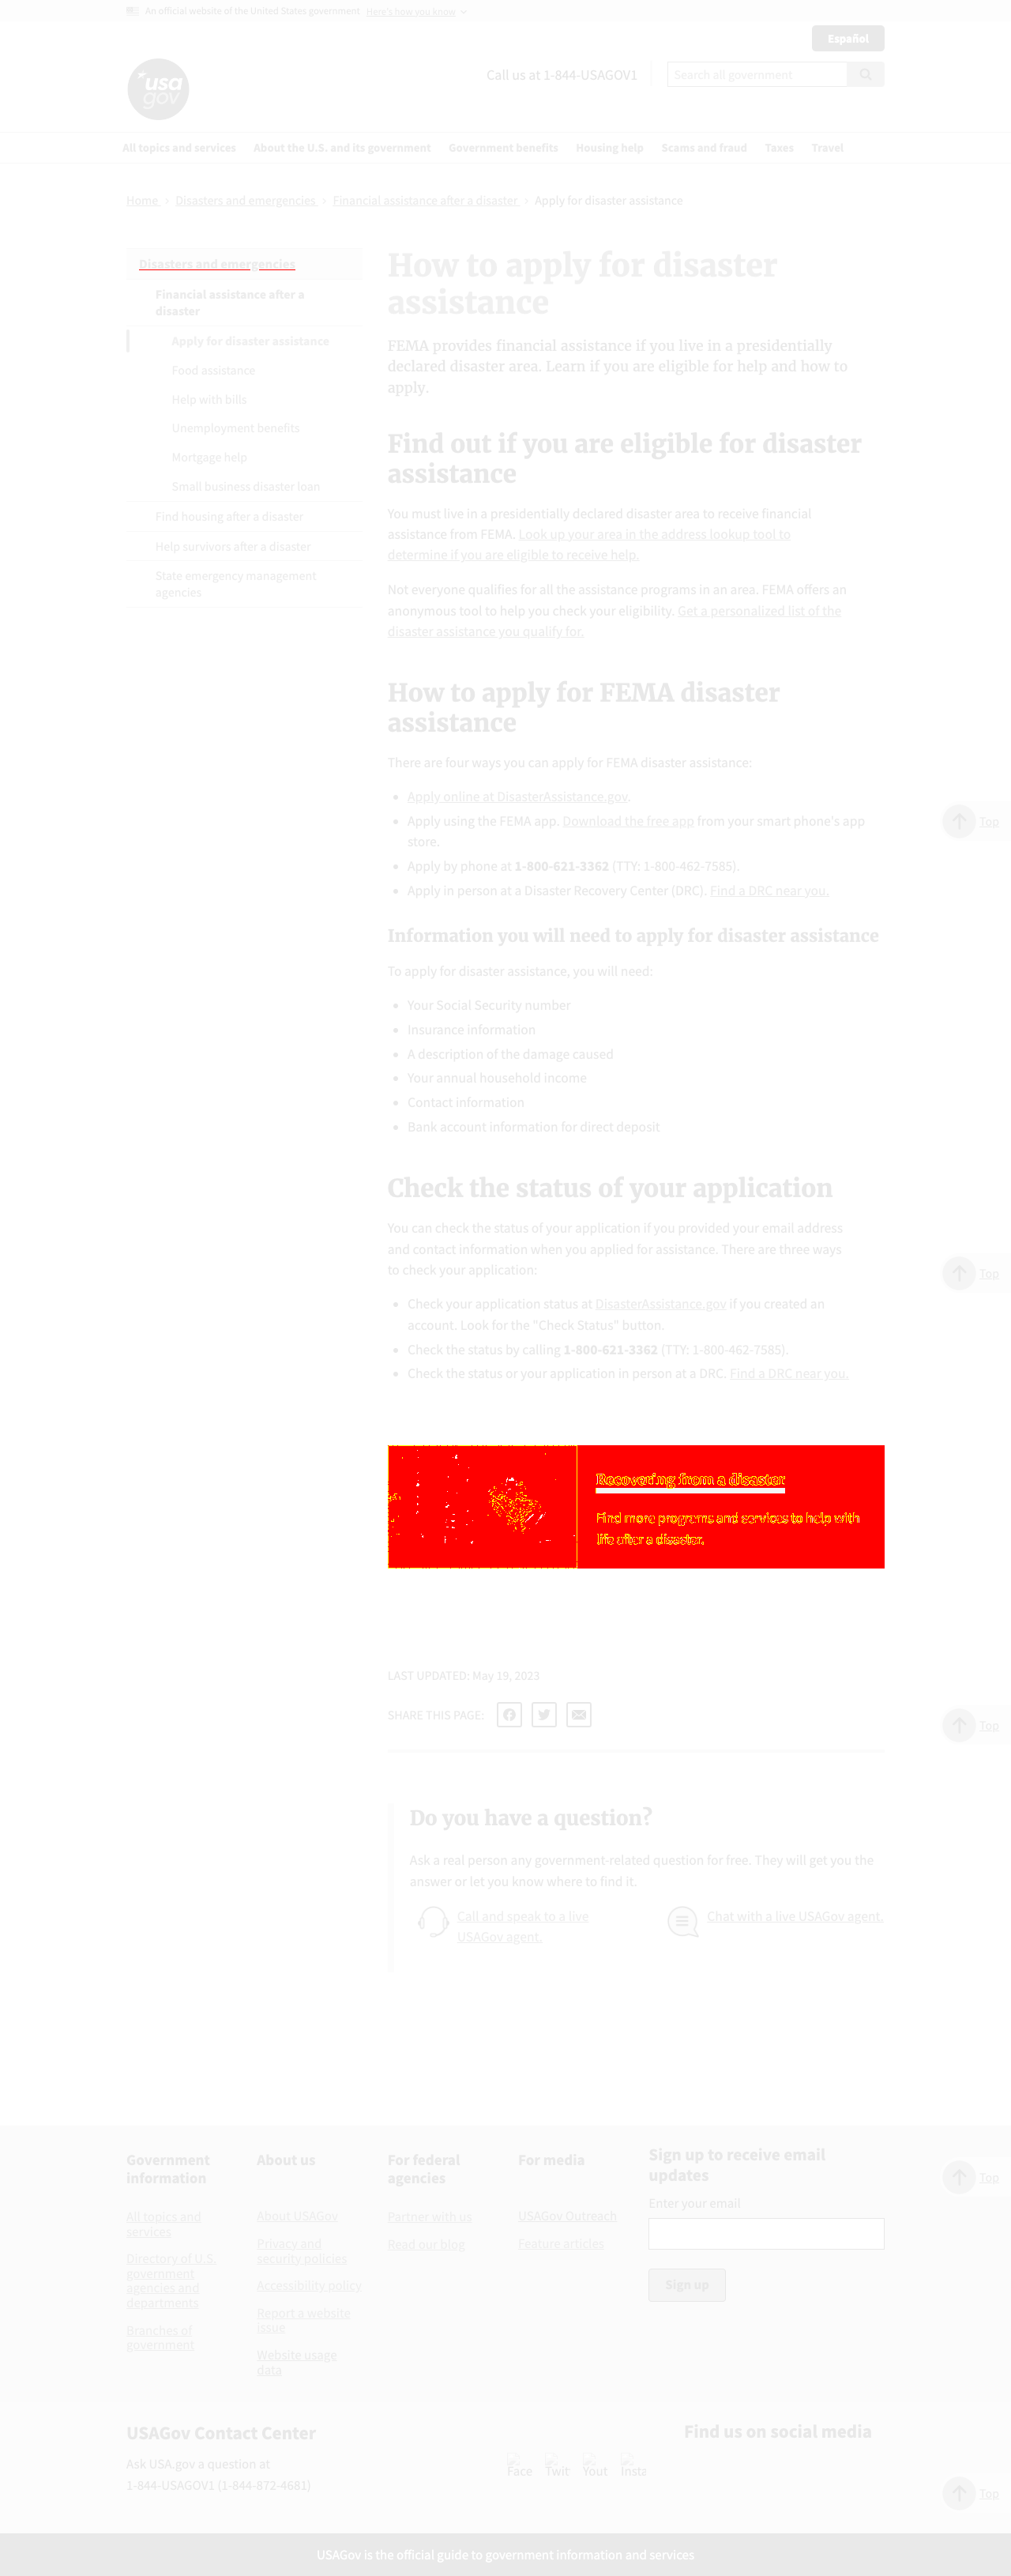 An official website of the United States government Here's how you know
Español
usa
gov
Call us at 1-844-USAGOV1
Search all government
All topics and services About the U.S. and its government Government benefits Housing help Scams and fraud Taxes Travel
Home Disasters and emergencies Financial assistance after a disaster Apply for disaster assistance
Disasters and emergencies
Financial assistance after a
disaster
Apply for disaster assistance
Food assistance
Help with bills
Unemployment benefits
Mortgage help
Small business disaster loan
Find housing after a disaster
Help survivors after a disaster
State emergency management
agencies
How to apply for disaster
assistance
FEMA provides financial assistance if you live in a presidentially
declared disaster area. Learn if you are eligible for help and how to
apply.
Find out if you are eligible for disaster
assistance
You must live in a presidentially declared disaster area to receive financial
assistance from FEMA. Look up your area in the address lookup tool to
determine if you are eligible to receive help.
Not everyone qualifies for all the assistance programs in an area. FEMA offers an
anonymous tool to help you check your eligibility. Get a personalized list of the
disaster assistance you qualify for.
How to apply for FEMA disaster
assistance
There are four ways you can apply for FEMA disaster assistance:
Apply online at DisasterAssistance.gov.
Apply using the FEMA app. Download the free app from your smart phone's app
store.
Apply by phone at 1-800-621-3362 (TTY: 1-800-462-7585).
Apply in person at a Disaster Recovery Center (DRC). Find a DRC near you.
Information you will need to apply for disaster assistance
To apply for disaster assistance, you will need:
Your Social Security number
Insurance information
A description of the damage caused
Your annual household income
Contact information
Bank account information for direct deposit
Check the status of your application
You can check the status of your application if you provided your email address
and contact information when you applied for assistance. There are three ways
to check your application:
Check your application status at DisasterAssistance.gov if you created an
account. Look for the "Check Status" button.
Check the status by calling 1-800-621-3362 (TTY: 1-800-462-7585).
Check the status or your application in person at a DRC. Find a DRC near you.
Recovering from a disaster
Find more programs and services to help with
life after a disaster.
LAST UPDATED: May 19, 2023
SHARE THIS PAGE:
Do you have a question?
Ask a real person any government-related question for free. They will get you the
answer or let you know where to find it.
Call and speak to a live
USAGov agent.
Chat with a live USAGov agent.
Top
Top
Top
Top
Top
Government
information
All topics and
services
Directory of U.S.
government
agencies and
departments
Branches of
government
About us
About USAGov
Privacy and
security policies
Accessibility policy
Report a website
issue
Website usage
data
For federal
agencies
Partner with us
Read our blog
For media
USAGov Outreach
Feature articles
Sign up to receive email
updates
Enter your email
Sign up
USAGov Contact Center
Ask USA.gov a question at
1-844-USAGOV1 (1-844-872-4681)
Find us on social media
Face Twit Yout Insta
USAGov is the official guide to government information and services